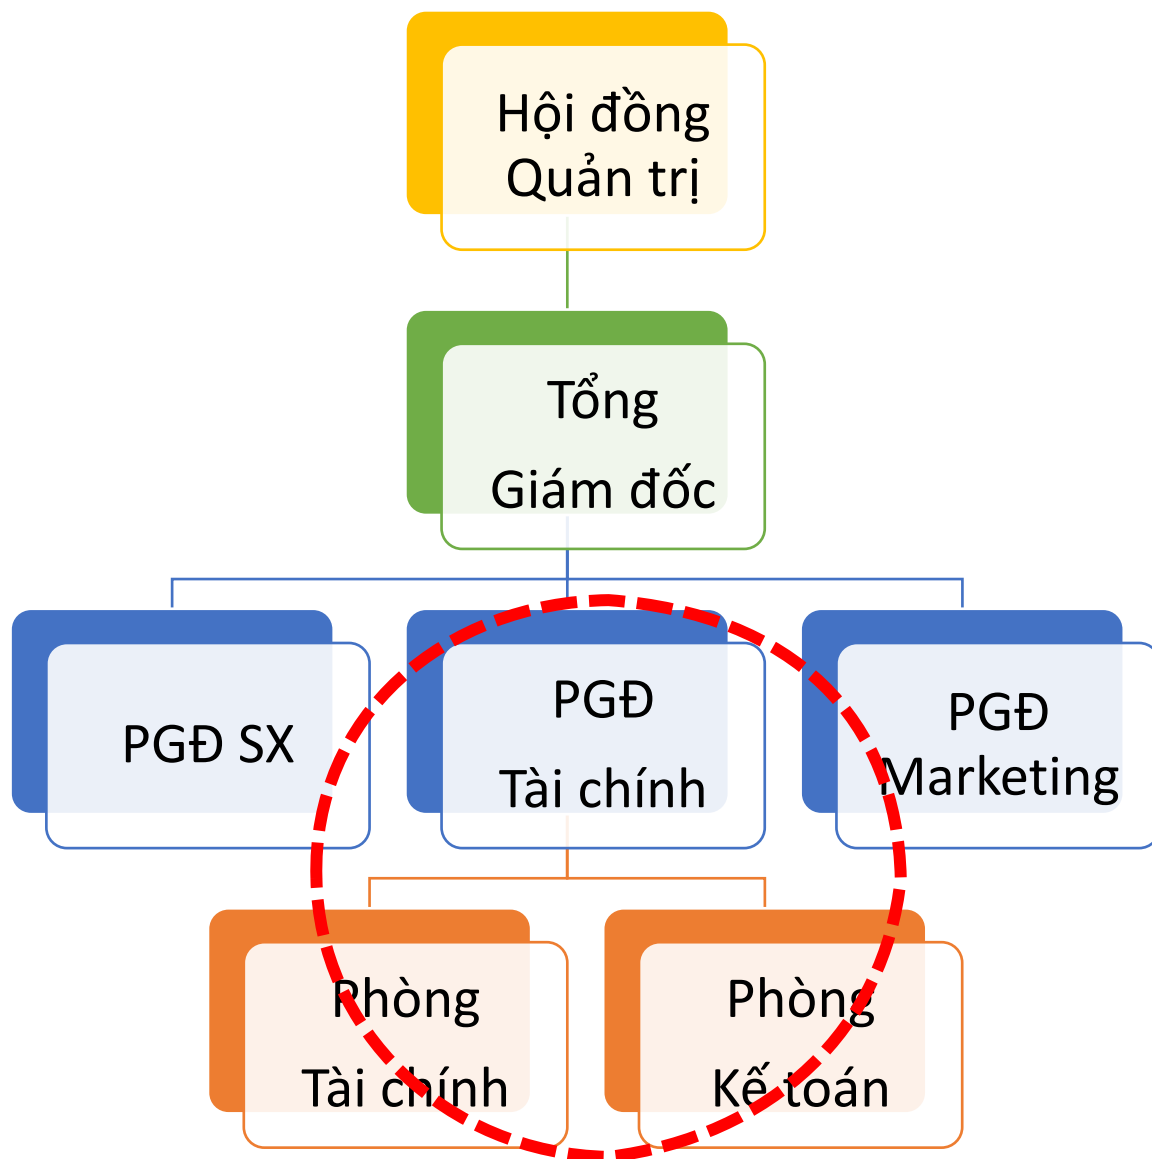 Hội đồng
Quản trị
Tổng
Giám đốc
PGĐ SX
PGĐ
Tài chính
PGĐ
Marketing
Phòng
Tài chính
Phòng
Kế toán